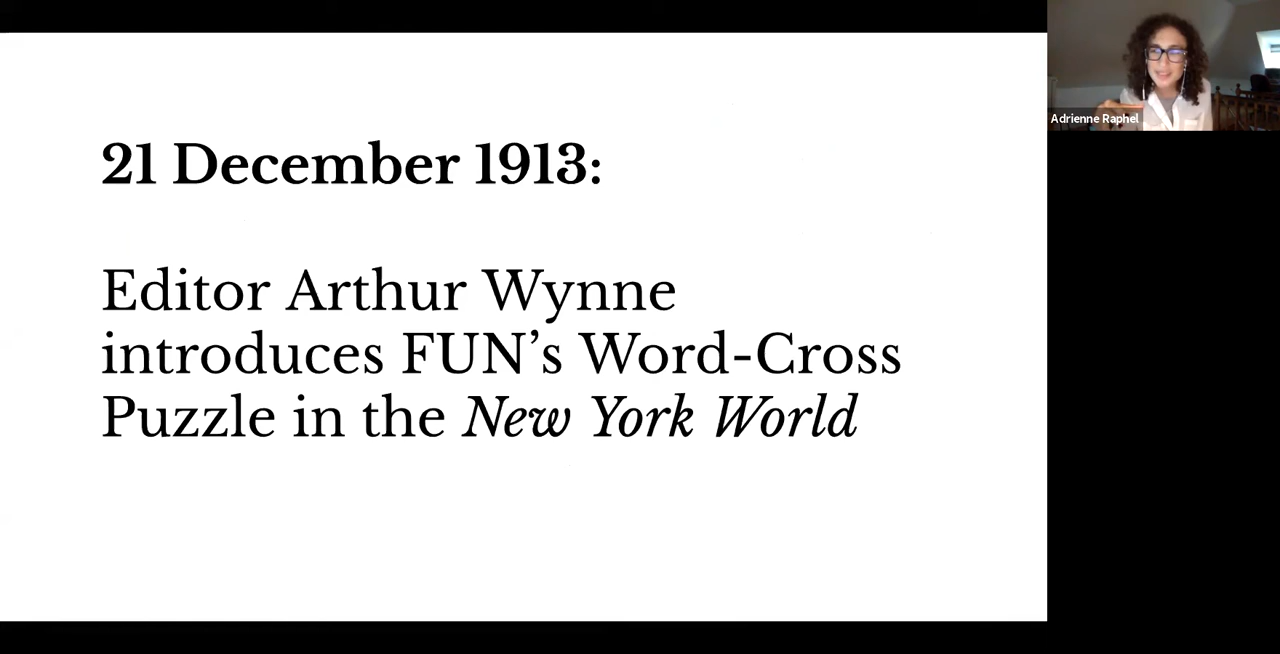 21 December 1913:
Editor Arthur Wynne
introduces FUN’s Word-Cross
Puzzle in the New York World
Adrienne Raphel